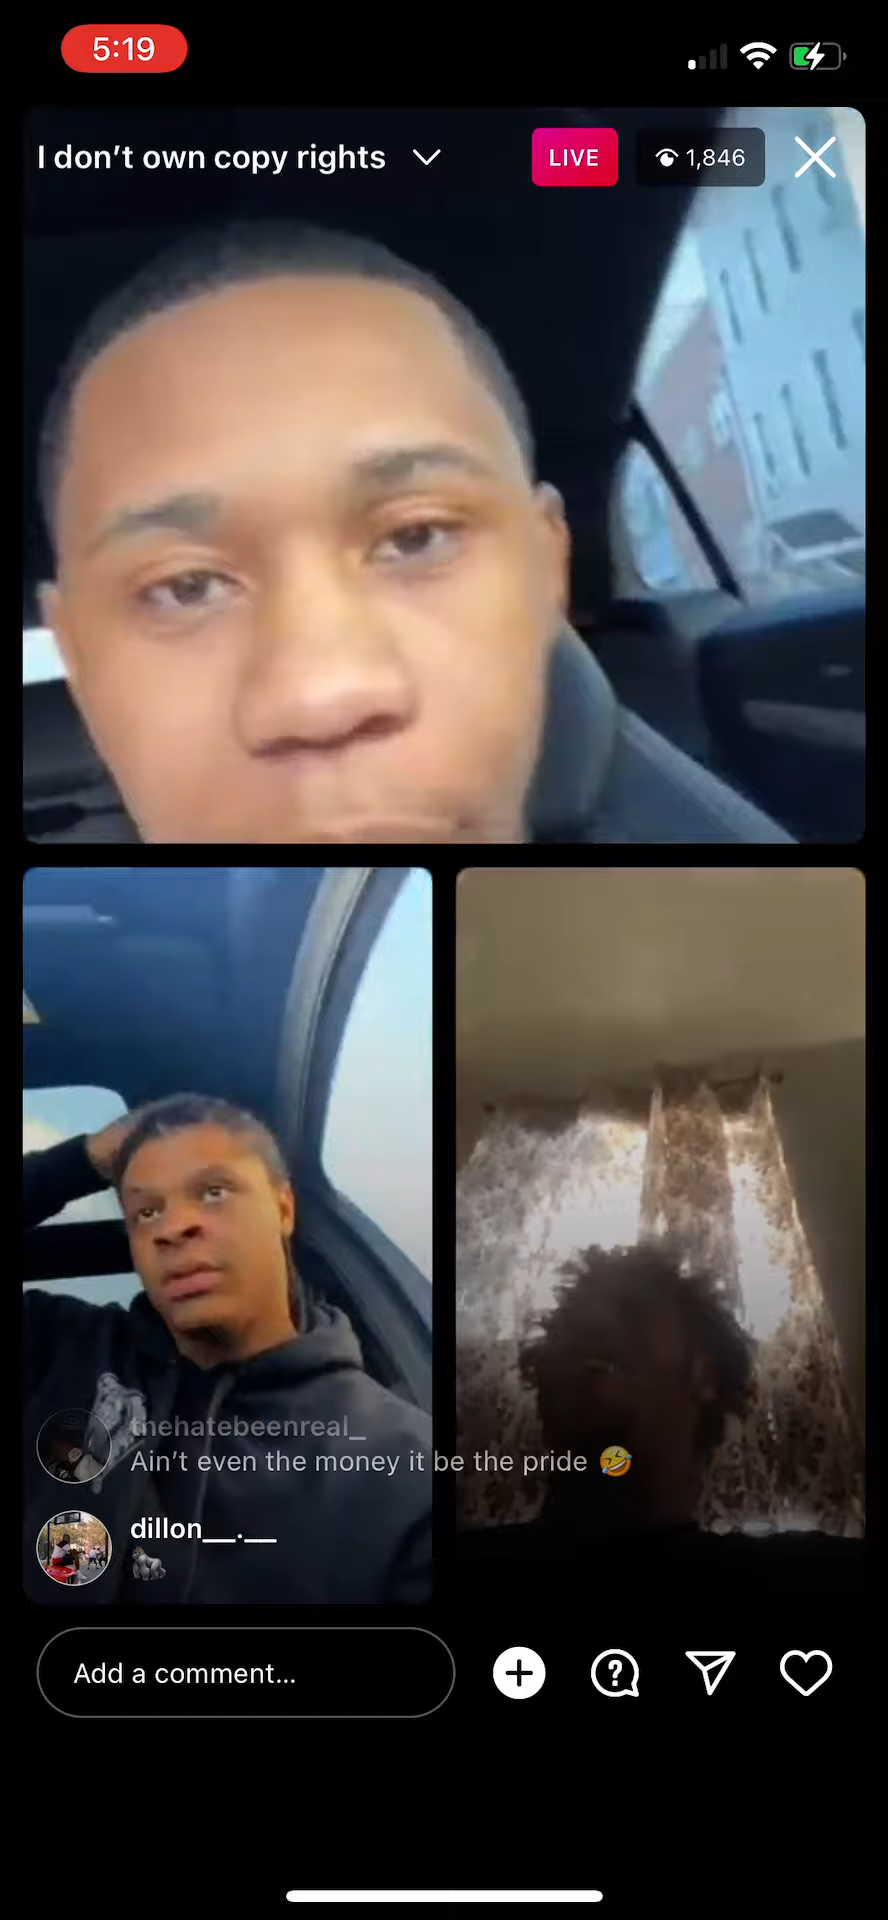 5:19
I don’t own copy rights
LIVE
1,846
thehatebeenreal_
Ain’t even the money it be the pride 🤣
dillon__.__
🦍
Add a comment...